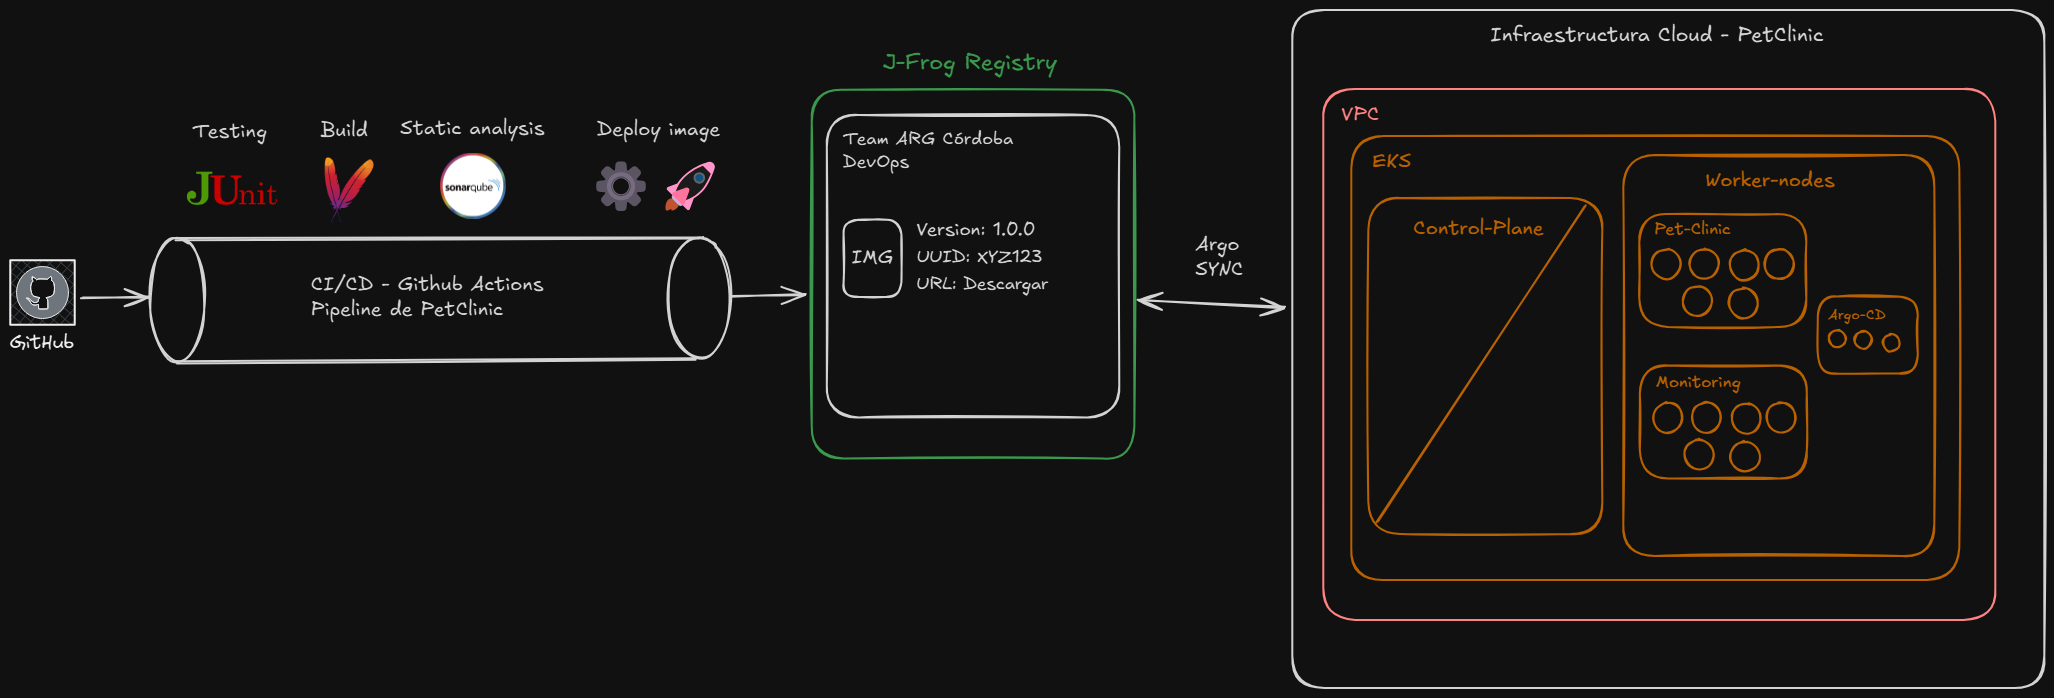 Infraestructura Cloud - PetClinic
J-Frog Registry
Testing
Build
Static analysis
Deploy image
JUnit
sonarqube
GitHub
CI/CD - Github Actions
Pipeline de PetClinic
Team ARG Córdoba
DevOps
IMG
Version: 1.0.0
UUID: XYZ123
URL: Descargar
Argo
SYNC
VPC
EKS
Control-Plane
Worker-nodes
Pet-Clinic
Argo-CD
Monitoring